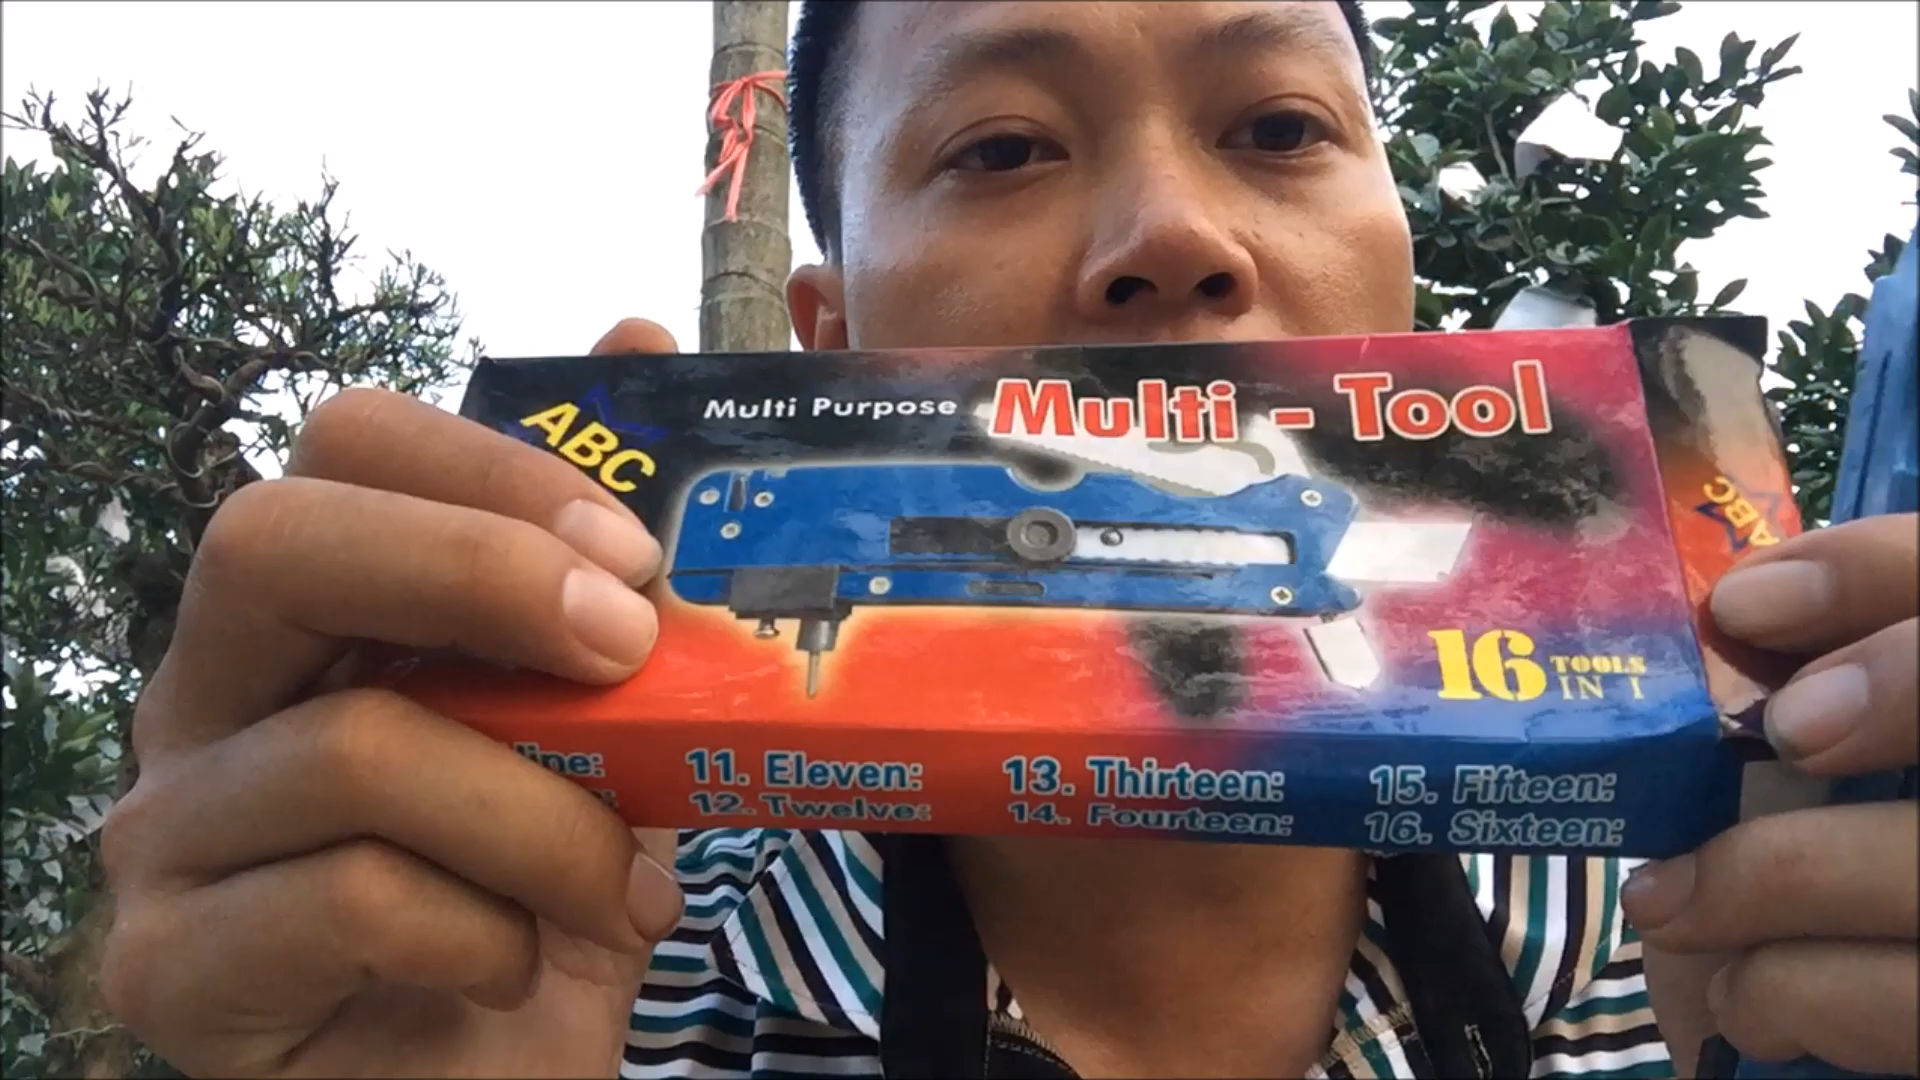 ABC
Multi Purpose Multi - Tool
16 TOOLS
IN 1
ABC
11. Eleven:
12. Twelve:
13. Thirteen:
14. Fourteen:
15. Fifteen:
16. Sixteen: